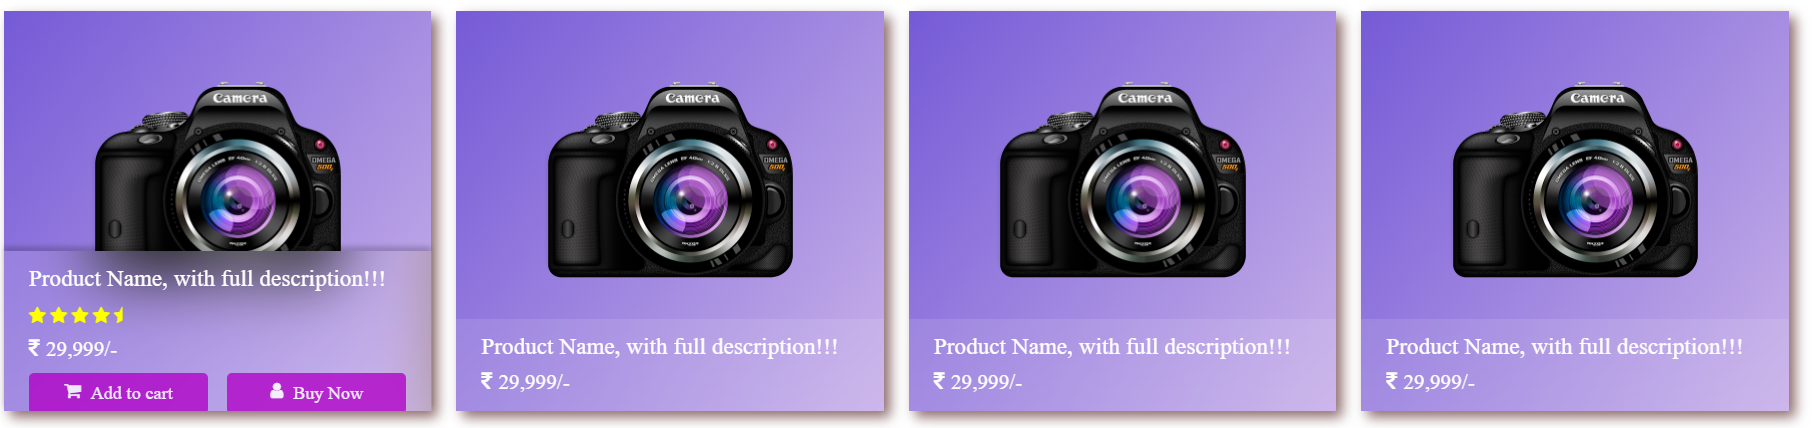 Camera
OMEGA
500
Product Name, with full description!!!
₹ 29,999/-
Add to cart
Buy Now
Camera
OMEGA
500
Product Name, with full description!!!
₹ 29,999/-
Camera
OMEGA
500
Product Name, with full description!!!
₹ 29,999/-
Camera
OMEGA
500
Product Name, with full description!!!
₹ 29,999/-